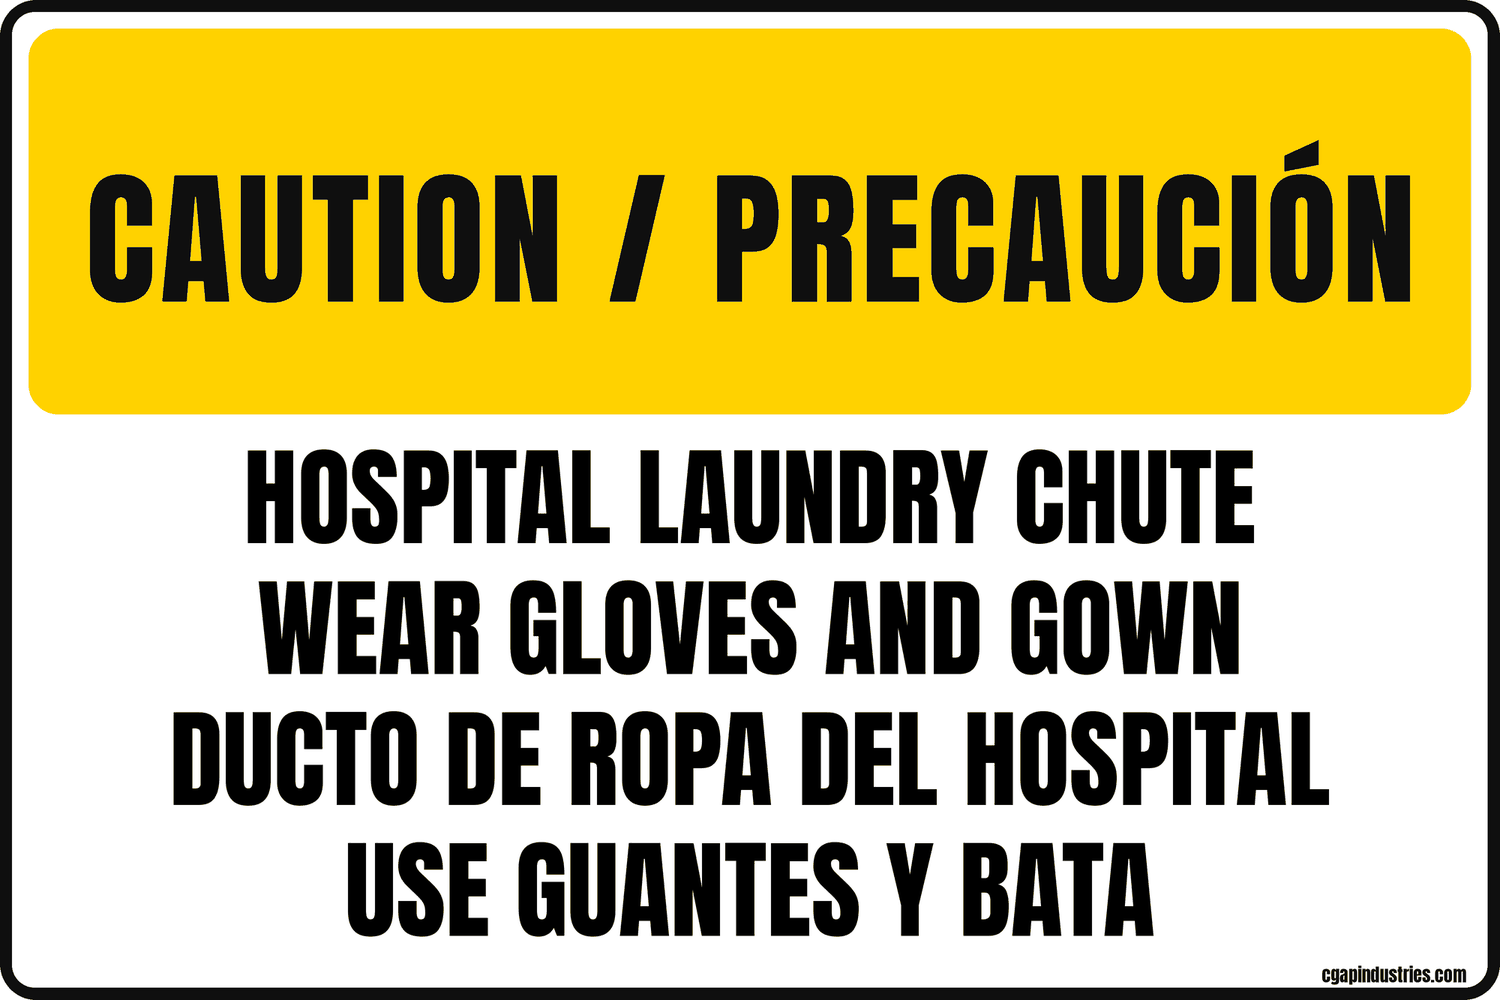 CAUTION / PRECAUCIÓN
HOSPITAL LAUNDRY CHUTE
WEAR GLOVES AND GOWN
DUCTO DE ROPA DEL HOSPITAL
USE GUANTES Y BATA
cgapindustries.com